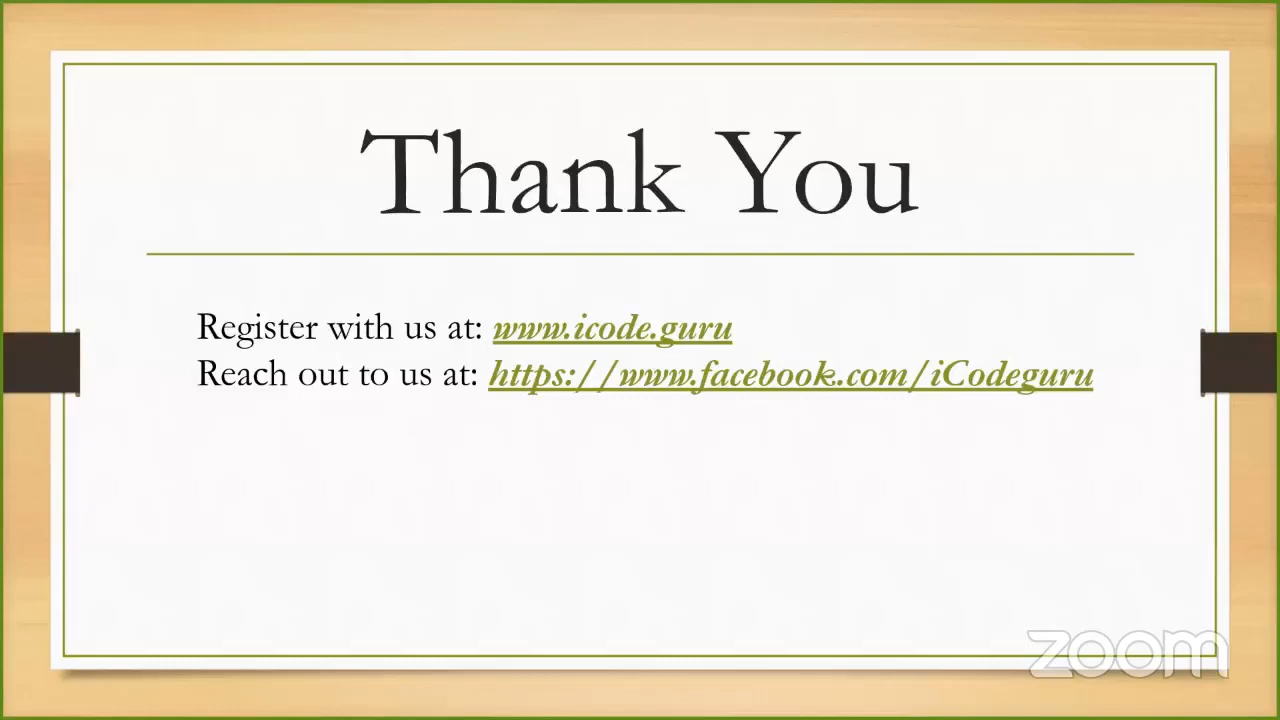 Thank You
Register with us at: www.icode.guru
Reach out to us at: https://www.facebook.com/iCodeguru
zoom